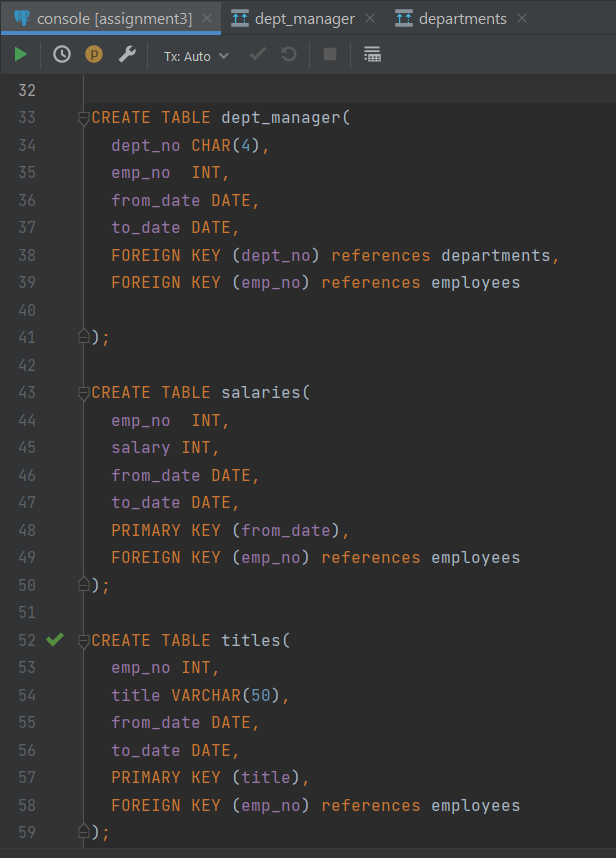 console [assignment3] dept_manager departments
Tx: Auto
32
33 CREATE TABLE dept_manager(
34 dept_no CHAR(4),
35 emp_no INT,
36 from_date DATE,
37 to_date DATE,
38 FOREIGN KEY (dept_no) references departments,
39 FOREIGN KEY (emp_no) references employees
40
41 );
42
43 CREATE TABLE salaries(
44 emp_no INT,
45 salary INT,
46 from_date DATE,
47 to_date DATE,
48 PRIMARY KEY (from_date),
49 FOREIGN KEY (emp_no) references employees
50 );
51
52 CREATE TABLE titles(
53 emp_no INT,
54 title VARCHAR(50),
55 from_date DATE,
56 to_date DATE,
57 PRIMARY KEY (title),
58 FOREIGN KEY (emp_no) references employees
59 );